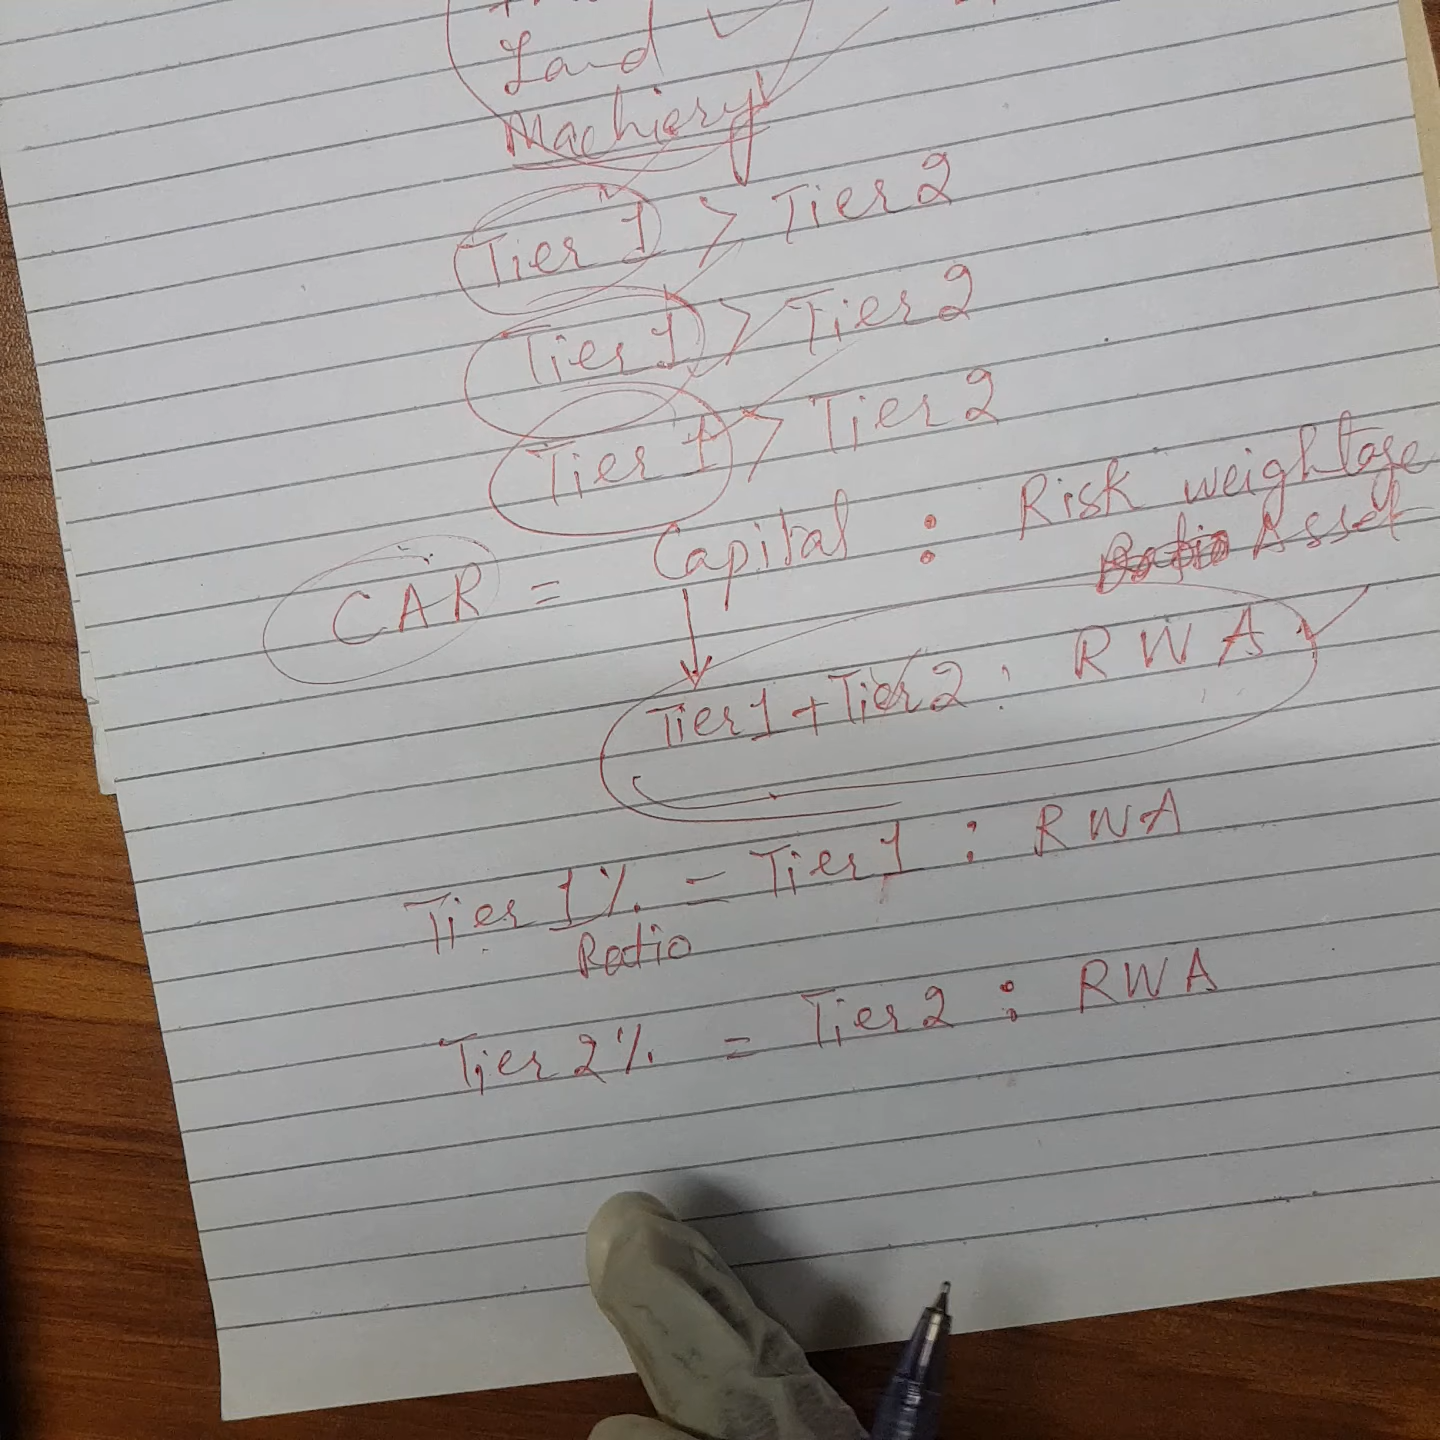 Land
Machiery
Tier 1 > Tier 2
Tier 1 > Tier 2
Tier 1 > Tier 2
CAR = Capital : Risk weightage
Asset
Tier 1 + Tier 2 : RWA
Tier 1 % = Tier 1 : RWA
Ratio
Tier 2 % = Tier 2 : RWA